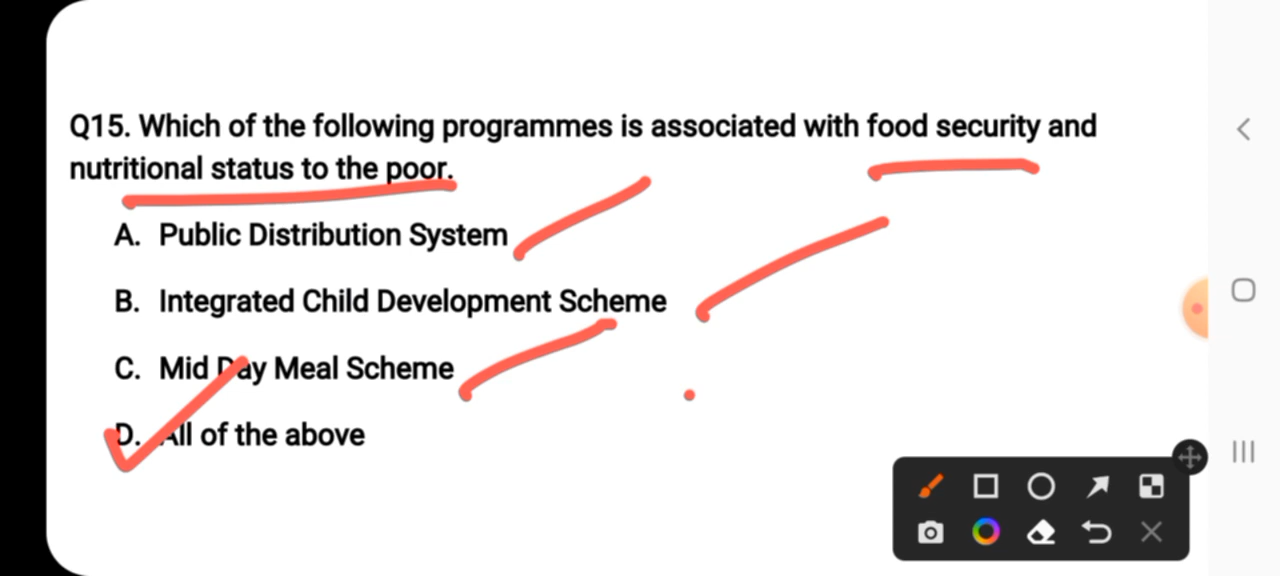 Q15. Which of the following programmes is associated with food security and
nutritional status to the poor.
A. Public Distribution System
B. Integrated Child Development Scheme
C. Mid Day Meal Scheme
D. All of the above